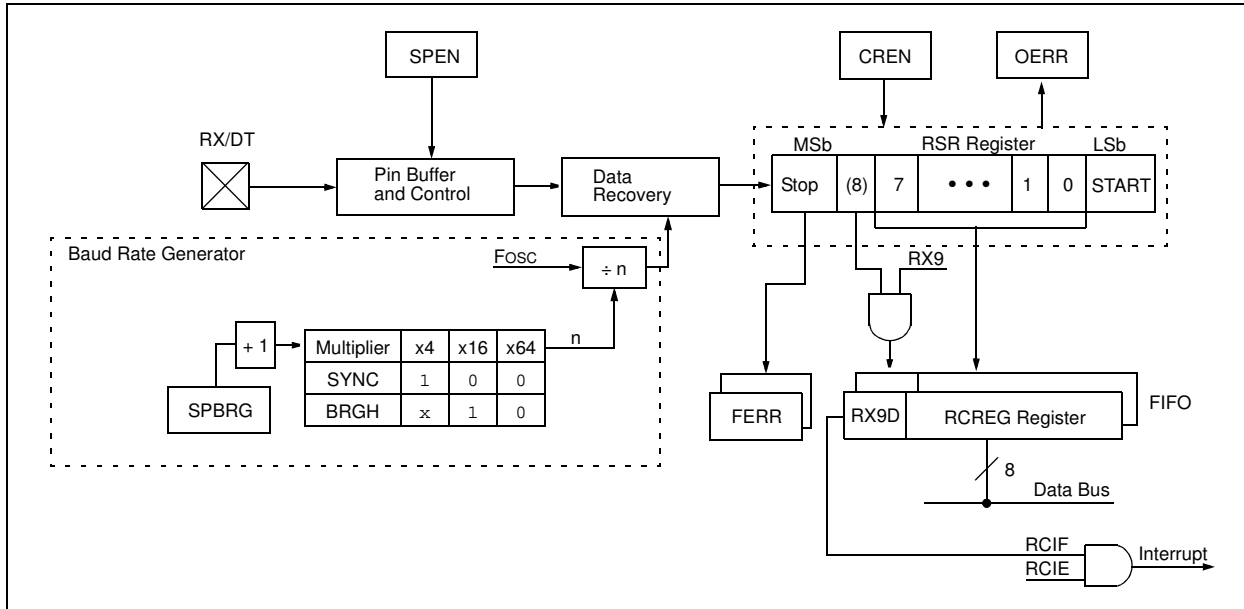 SPEN
CREN
OERR
RX/DT
MSb
RSR Register
LSb
Pin Buffer
and Control
Data
Recovery
Stop (8) 7 • • • 1 0 START
Baud Rate Generator
FOSC
÷ n
RX9
n
+ 1
Multiplier x4 x16 x64
SYNC 1 0 0
BRGH x 1 0
SPBRG
FERR
RX9D
RCREG Register
FIFO
8
Data Bus
RCIF
RCIE
Interrupt